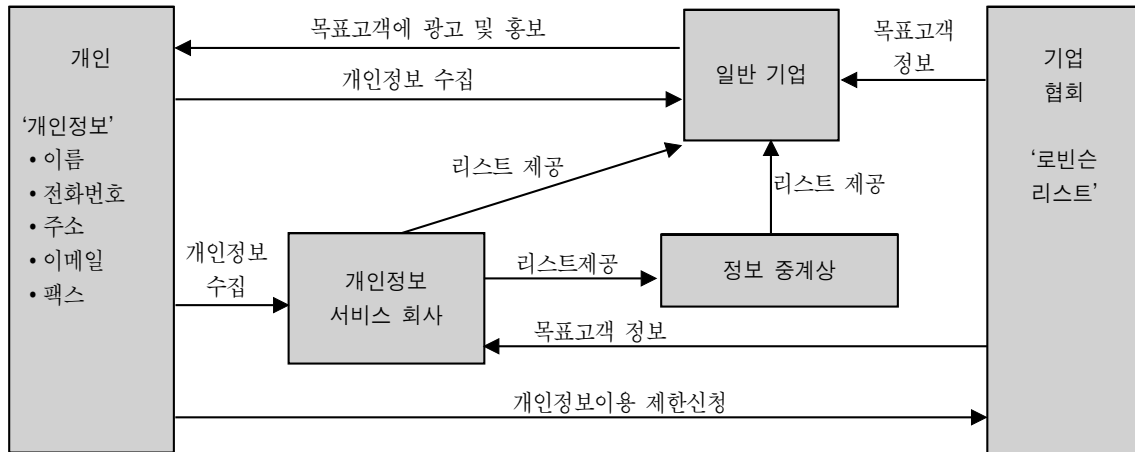 개인
'개인정보'
• 이름
• 전화번호
• 주소
• 이메일
• 팩스
목표고객에 광고 및 홍보
개인정보 수집
일반 기업
목표고객
정보
기업
협회
'로빈슨
리스트'
리스트 제공
리스트 제공
개인정보
수집
개인정보
서비스 회사
리스트제공
정보 중계상
목표고객 정보
개인정보이용 제한신청